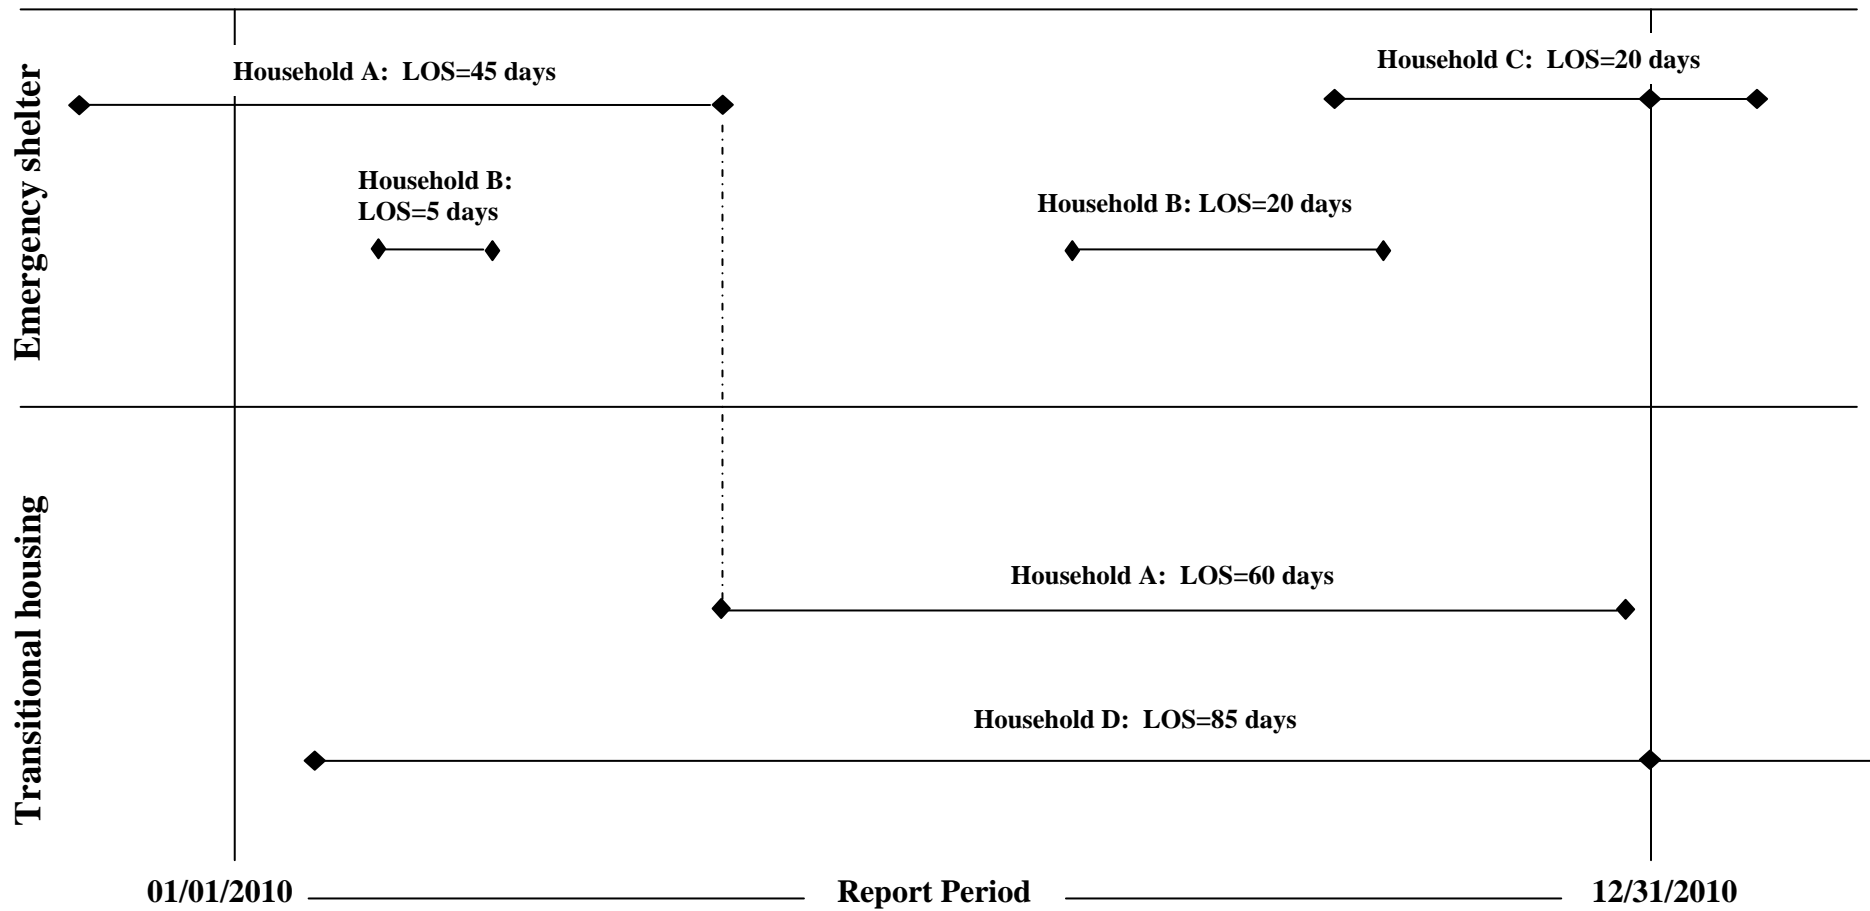 Emergency shelter
Household A: LOS=45 days
Household C: LOS=20 days
Household B:
LOS=5 days
Household B: LOS=20 days
Transitional housing
Household A: LOS=60 days
Household D: LOS=85 days
01/01/2010
Report Period
12/31/2010